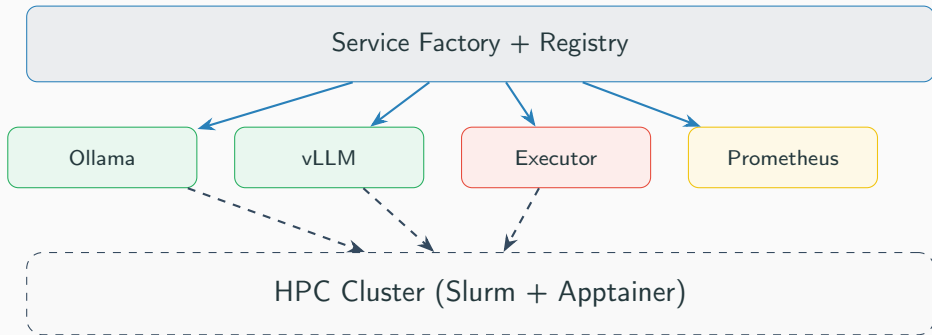 Service Factory + Registry
Ollama
vLLM
Executor
Prometheus
HPC Cluster (Slurm + Apptainer)